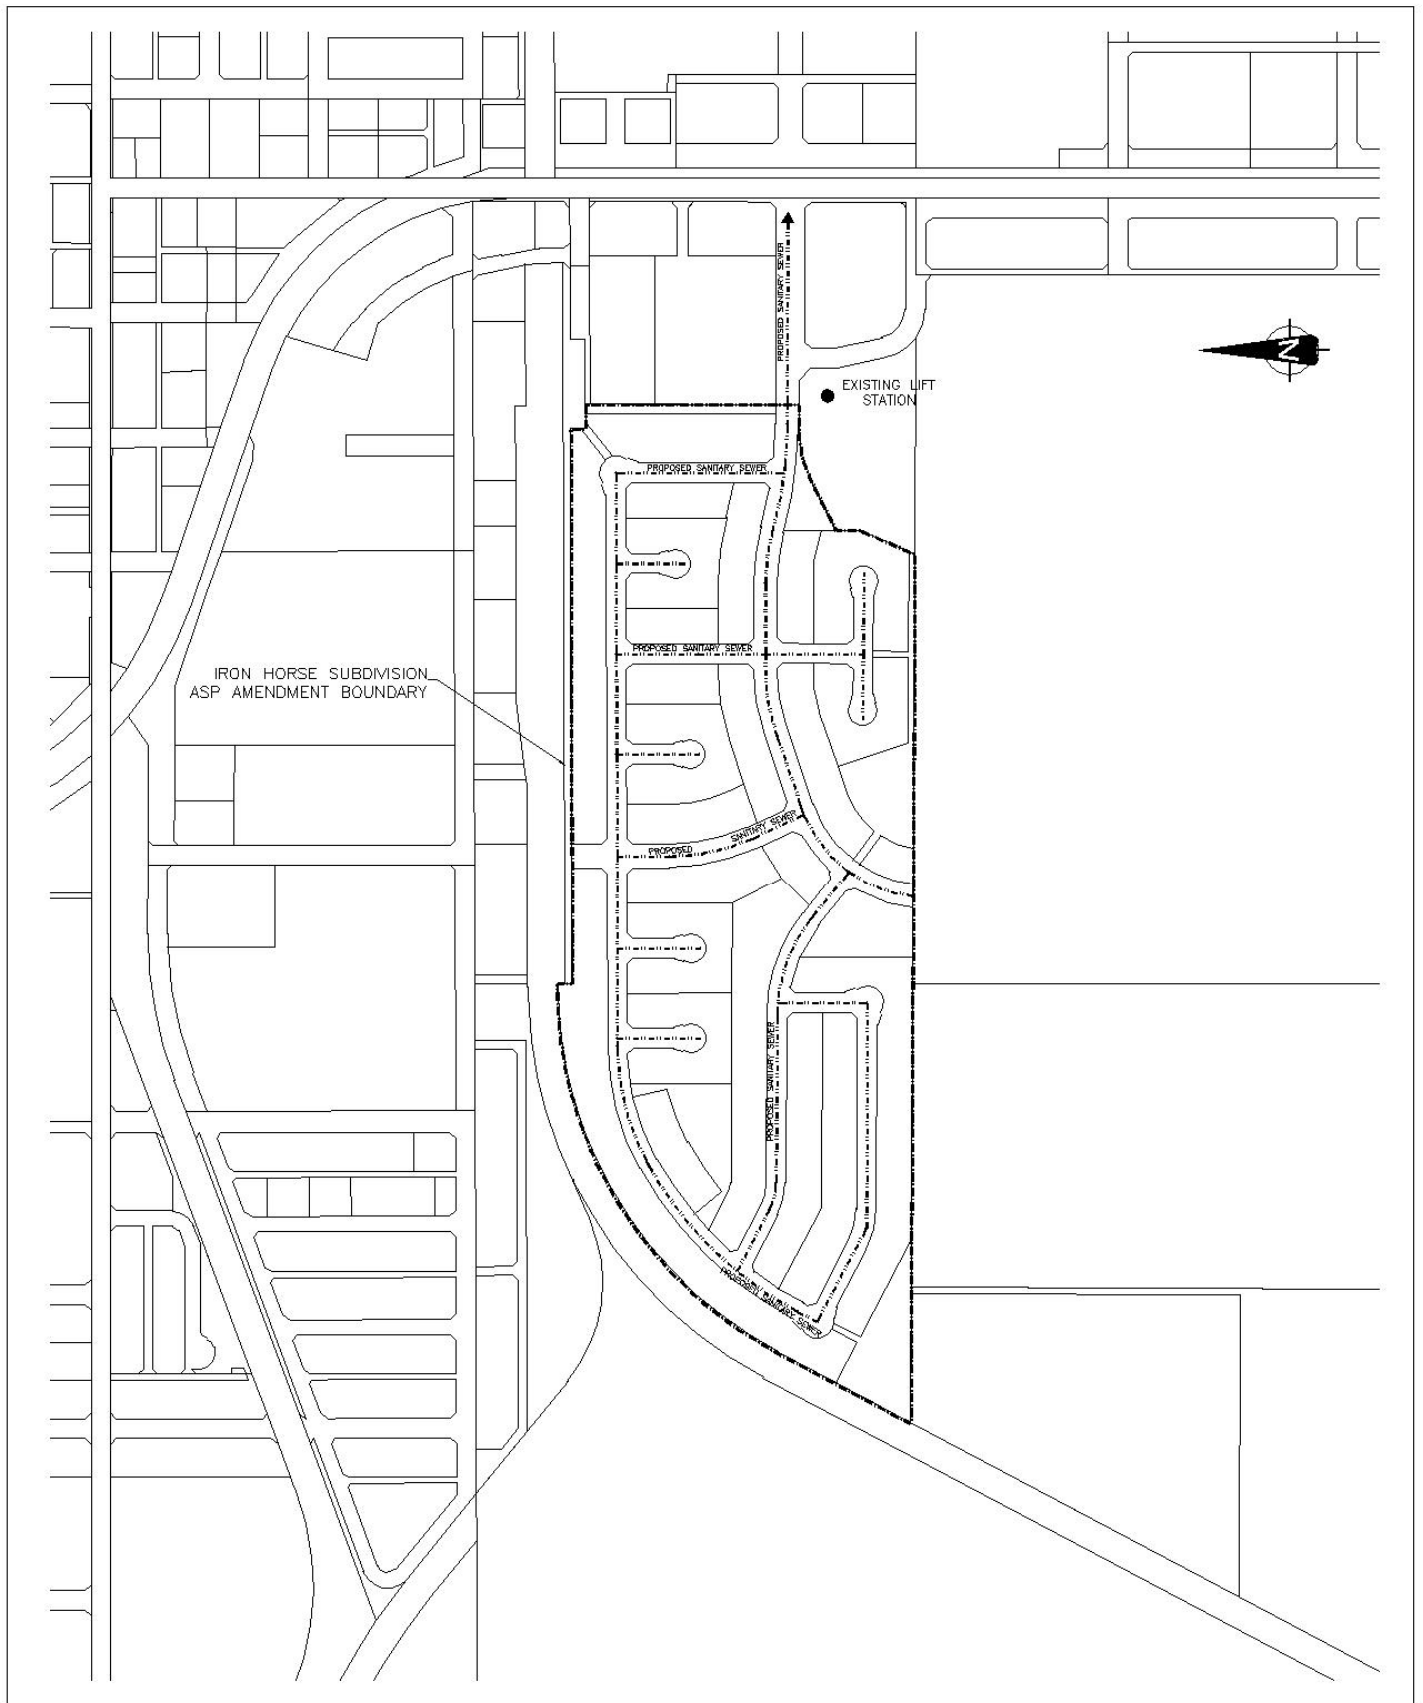 PROPOSED SANITARY SEWER
N
EXISTING LIFT
STATION
PROPOSED SANITARY SEWER
PROPOSED SANITARY SEWER
IRON HORSE SUBDIVISION
ASP AMENDMENT BOUNDARY
PROPOSED SANITARY SEWER
PROPOSED SANITARY SEWER
PROPOSED SANITARY SEWER